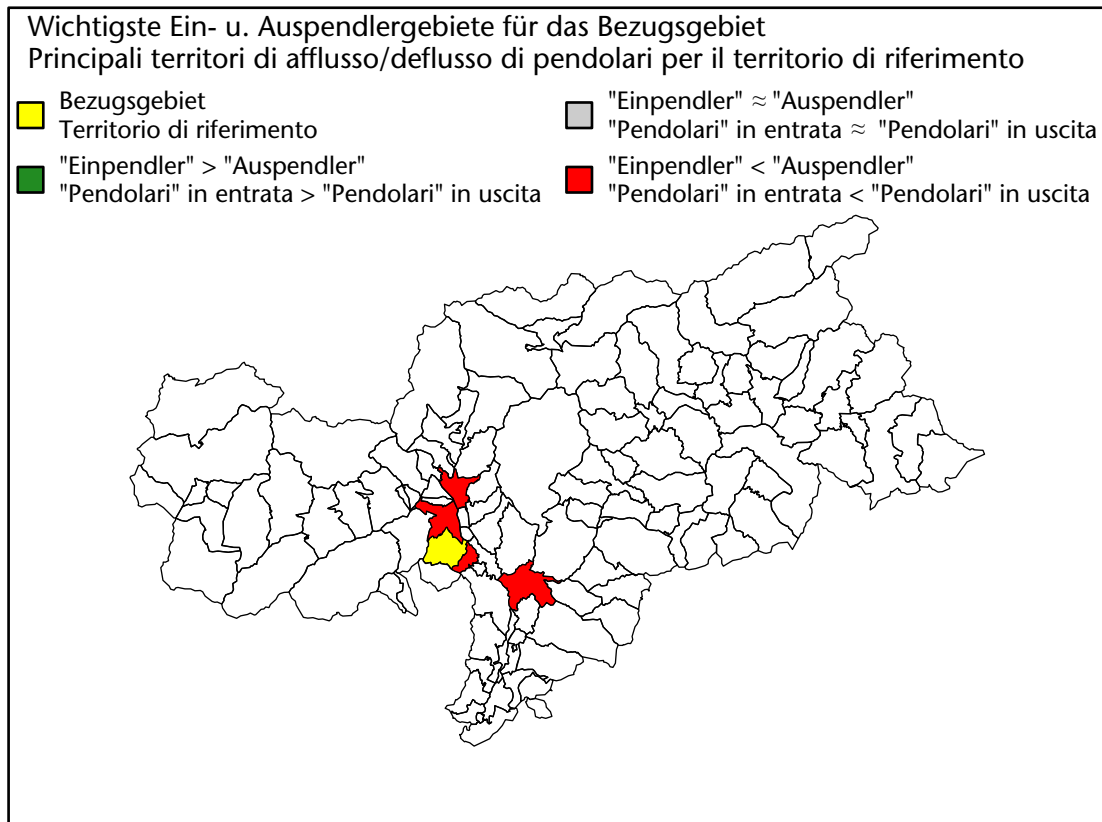 Wichtigste Ein- u. Auspendlergebiete für das Bezugsgebiet
Principali territori di afflusso/deflusso di pendolari per il territorio di riferimento
Bezugsgebiet
Territorio di riferimento
"Einpendler" ≈ "Auspendler"
"Pendolari" in entrata ≈ "Pendolari" in uscita
"Einpendler" > "Auspendler"
"Pendolari" in entrata > "Pendolari" in uscita
"Einpendler" < "Auspendler"
"Pendolari" in entrata < "Pendolari" in uscita